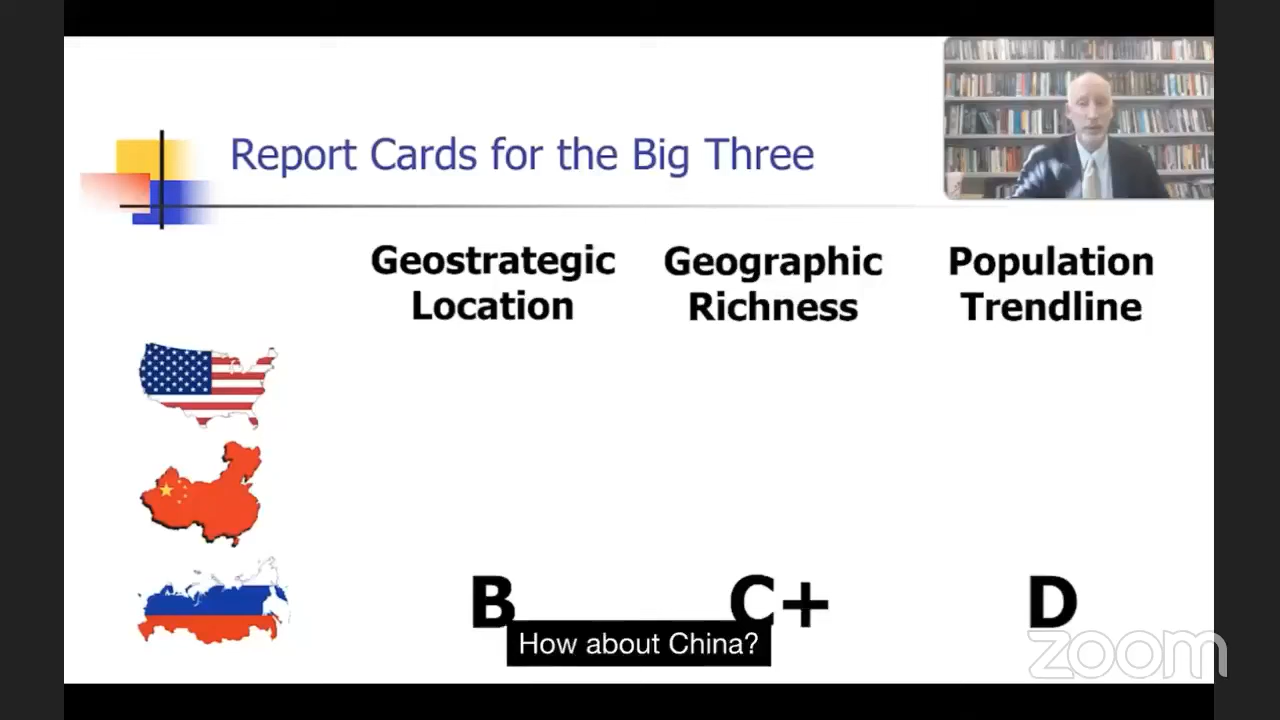 Report Cards for the Big Three
Geostrategic
Location
Geographic
Richness
Population
Trendline
B
C+
D
How about China?
zoom